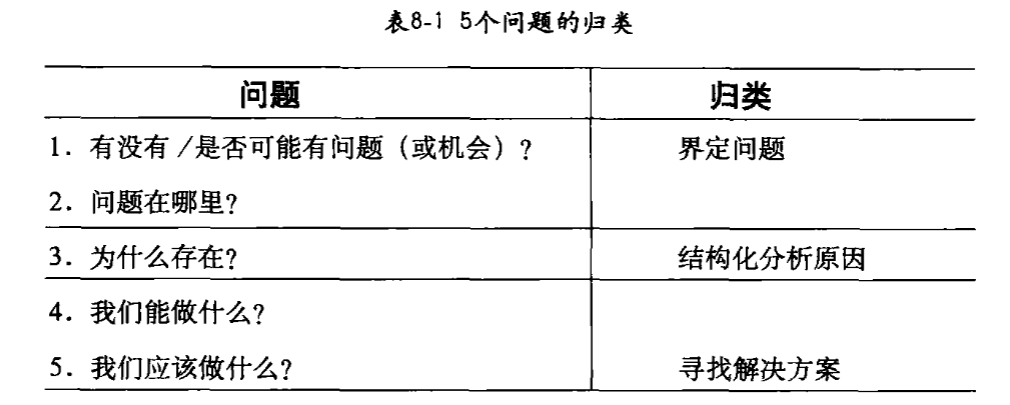 表8-1 5个问题的归类
问题 归类
1. 有没有/是否可能有问题（或机会）? 界定问题
2. 问题在哪里?
3. 为什么存在? 结构化分析原因
4. 我们能做什么?
5. 我们应该做什么? 寻找解决方案